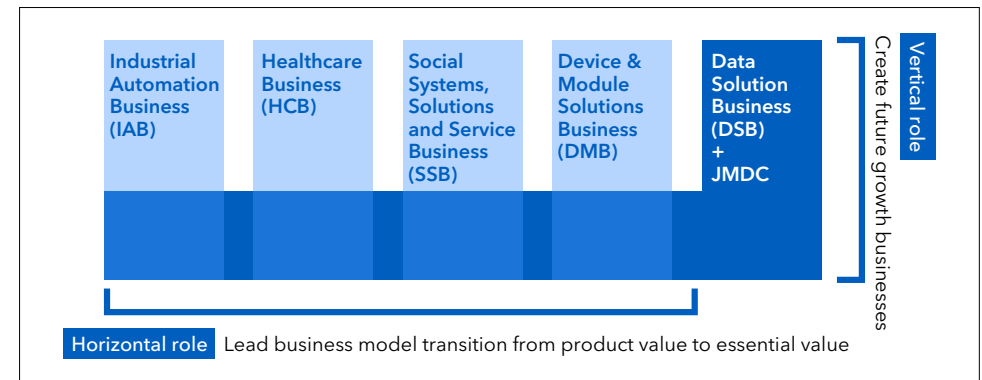 Industrial
Automation
Business
(IAB)
Healthcare
Business
(HCB)
Social
Systems,
Solutions
and Service
Business
(SSB)
Device &
Module
Solutions
Business
(DMB)
Data
Solution
Business
(DSB)
+
JMDC
Vertical role
Create future growth businesses
Horizontal role Lead business model transition from product value to essential value